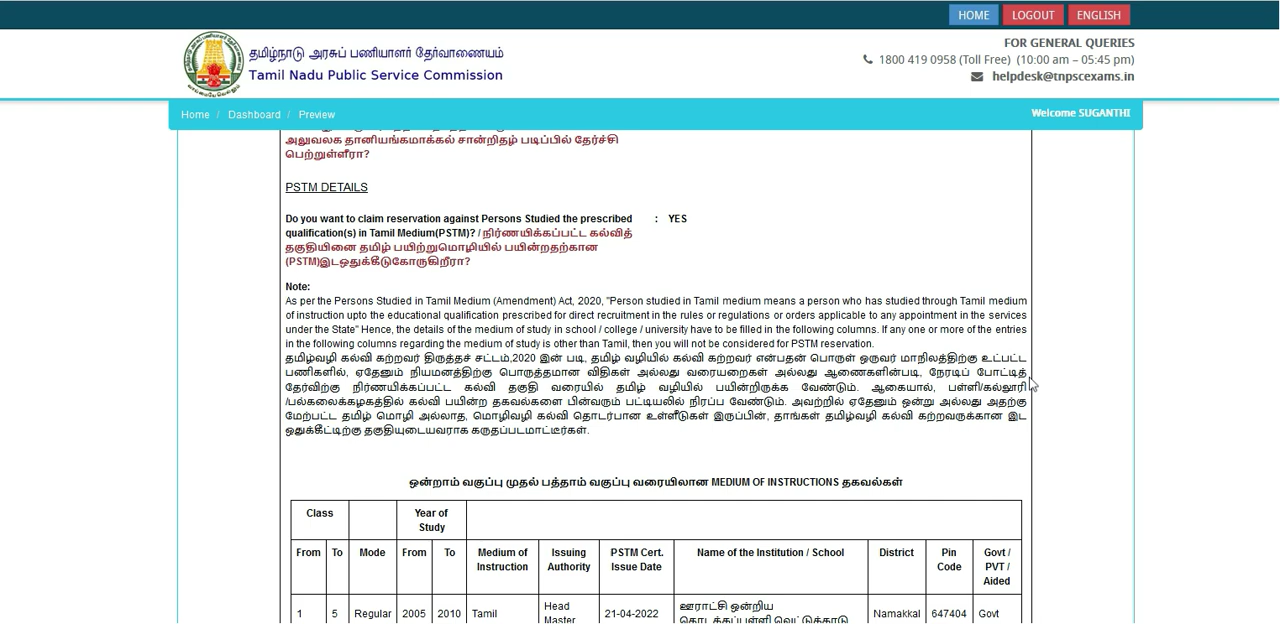 HOME LOGOUT ENGLISH
தமிழ்நாடு அரசுப் பணியாளர் தேர்வாணையம்
Tamil Nadu Public Service Commission
FOR GENERAL QUERIES
1800 419 0958 (Toll Free) (10:00 am – 05:45 pm)
helpdesk@tnpscexams.in
Home / Dashboard / Preview
Welcome SUGANTHI
அலுவலக தானியங்கமாக்கல் சான்றிதழ் படிப்பில் தேர்ச்சி
பெற்றுள்ளீரா?
PSTM DETAILS
Do you want to claim reservation against Persons Studied the prescribed : YES
qualification(s) in Tamil Medium(PSTM)? / நிர்ணயிக்கப்பட்ட கல்வித்
தகுதியினை தமிழ் பயிற்றுமொழியில் பயின்றதற்கான
(PSTM)இடஒதுக்கீடுகோருகிறீரா?
Note:
As per the Persons Studied in Tamil Medium (Amendment) Act, 2020, "Person studied in Tamil medium means a person who has studied through Tamil medium
of instruction upto the educational qualification prescribed for direct recruitment in the rules or regulations or orders applicable to any appointment in the services
under the State" Hence, the details of the medium of study in school / college / university have to be filled in the following columns. If any one or more of the entries
in the following columns regarding the medium of study is other than Tamil, then you will not be considered for PSTM reservation.
தமிழ்வழி கல்வி கற்றவர் திருத்தச் சட்டம்,2020 இன் படி, தமிழ் வழியில் கல்வி கற்றவர் என்பதன் பொருள் ஒருவர் மாநிலத்திற்கு உட்பட்ட
பணிகளில், ஏதேனும் நியமனத்திற்கு பொருத்தமான விதிகள் அல்லது வரையறைகள் அல்லது ஆணைகளின்படி, நேரடிப் போட்டித்
தேர்விற்கு நிர்ணயிக்கப்பட்ட கல்வி தகுதி வரையில் தமிழ் வழியில் பயின்றிருக்க வேண்டும். ஆகையால், பள்ளி/கல்லூரி
/பல்கலைக்கழகத்தில் கல்வி பயின்ற தகவல்களை பின்வரும் பட்டியலில் நிரப்ப வேண்டும். அவற்றில் ஏதேனும் ஒன்று அல்லது அதற்கு
மேற்பட்ட தமிழ் மொழி அல்லாத, மொழிவழி கல்வி தொடர்பான உள்ளீடுகள் இருப்பின், தாங்கள் தமிழ்வழி கல்வி கற்றவருக்கான இட
ஒதுக்கீட்டிற்கு தகுதியுடையவராக கருதப்படமாட்டீர்கள்.
ஒன்றாம் வகுப்பு முதல் பத்தாம் வகுப்பு வரையிலான MEDIUM OF INSTRUCTIONS தகவல்கள்
Class Year of
Study
From To Mode From To Medium of Issuing PSTM Cert. Name of the Institution / School District Pin Govt /
Instruction Authority Issue Date Code PVT /
Aided
Head ஊராட்சி ஒன்றிய
1 5 Regular 2005 2010 Tamil 21-04-2022 Namakkal 647404 Govt
Master